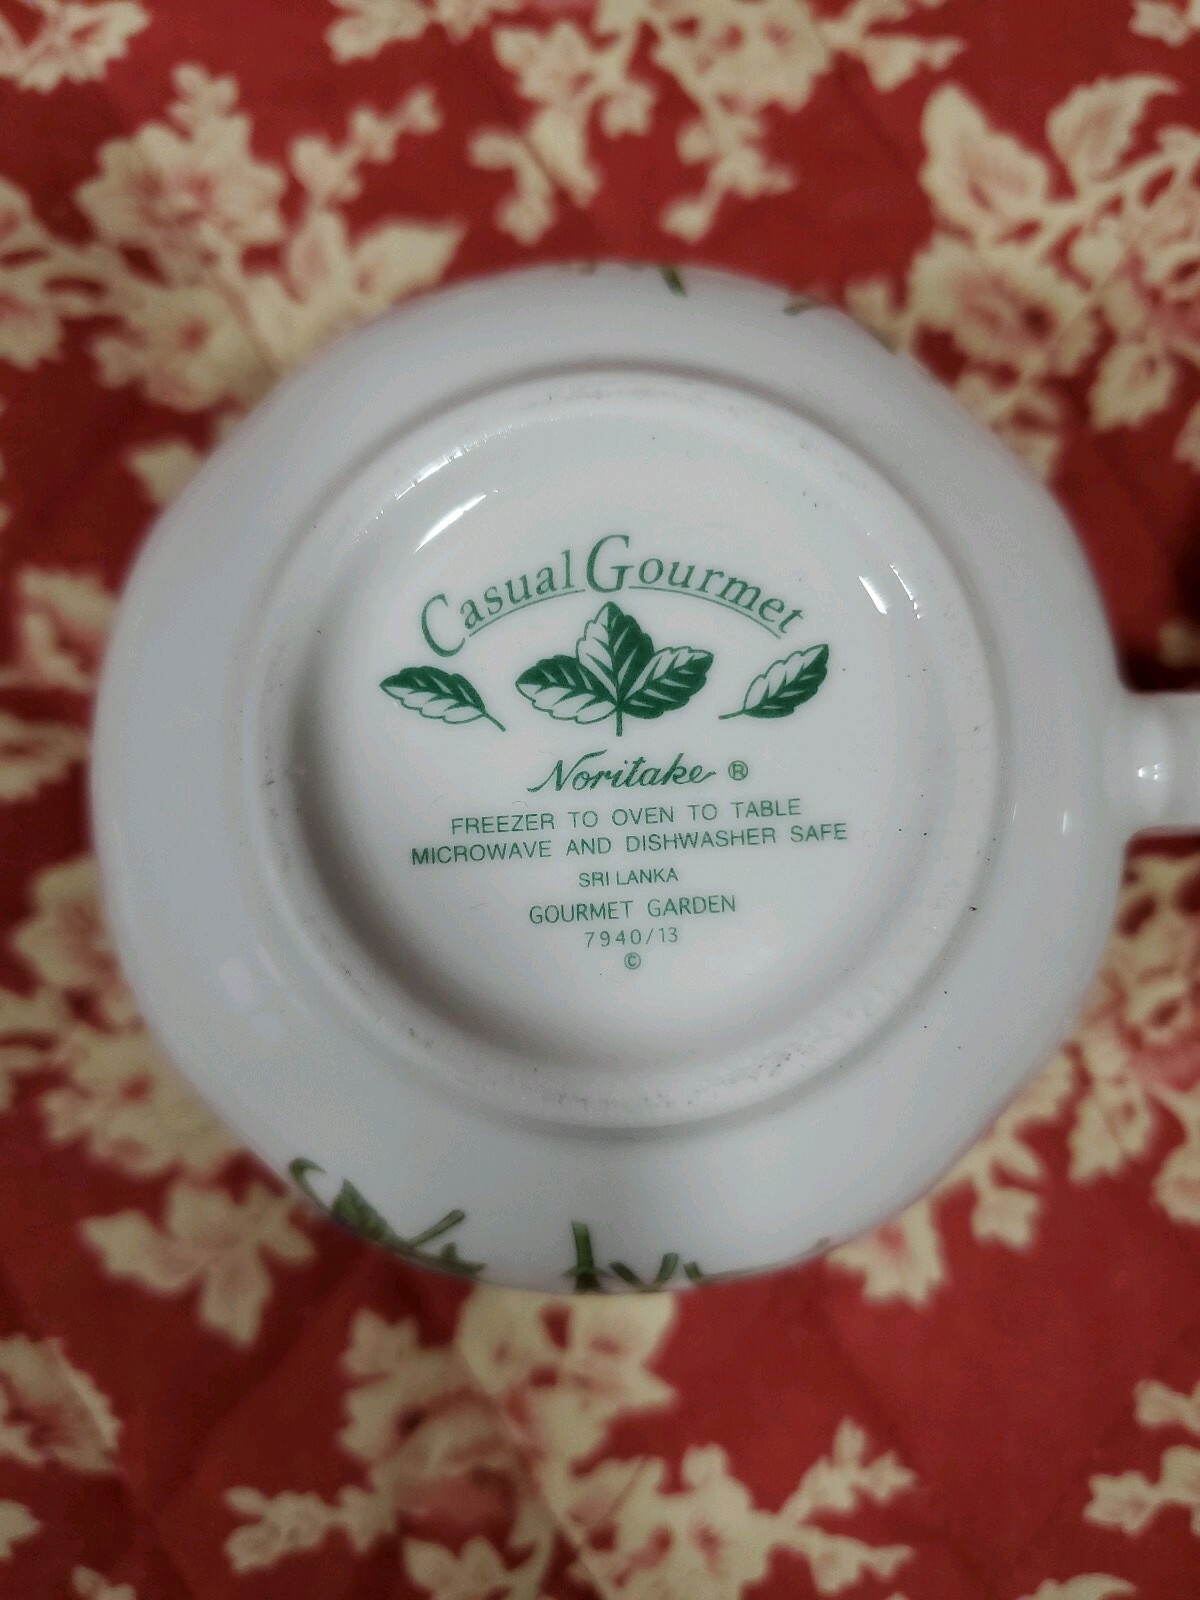 Casual Gourmet
Noritake ®
FREEZER TO OVEN TO TABLE
MICROWAVE AND DISHWASHER SAFE
SRI LANKA
GOURMET GARDEN
7940/13
©